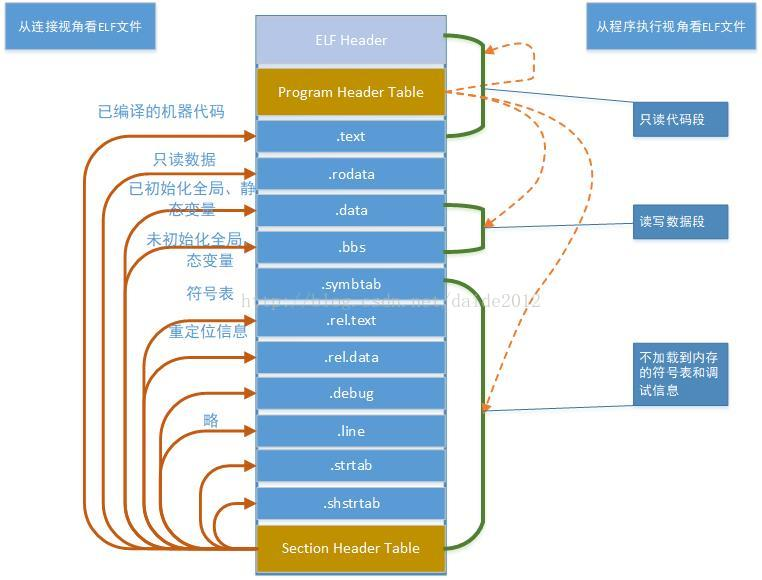 从连接视角看ELF文件
从程序执行视角看ELF文件
ELF Header
Program Header Table
已编译的机器代码
.text
只读代码段
只读数据
.rodata
已初始化全局、静
态变量
.data
读写数据段
未初始化全局、
态变量
.bbs
符号表
.symbtab
http://blog.csdn.net/daide2012
重定位信息
.rel.text
.rel.data
不加载到内存
的符号表和调
试信息
.debug
略
.line
.strtab
.shstrtab
Section Header Table